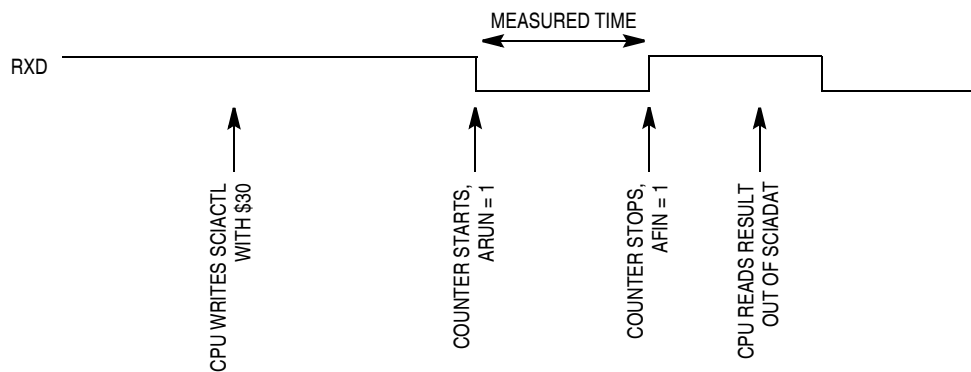 MEASURED TIME
RXD
CPU WRITES SCIACTL
WITH $30
COUNTER STARTS,
ARUN = 1
COUNTER STOPS,
AFIN = 1
CPU READS RESULT
OUT OF SCIADAT